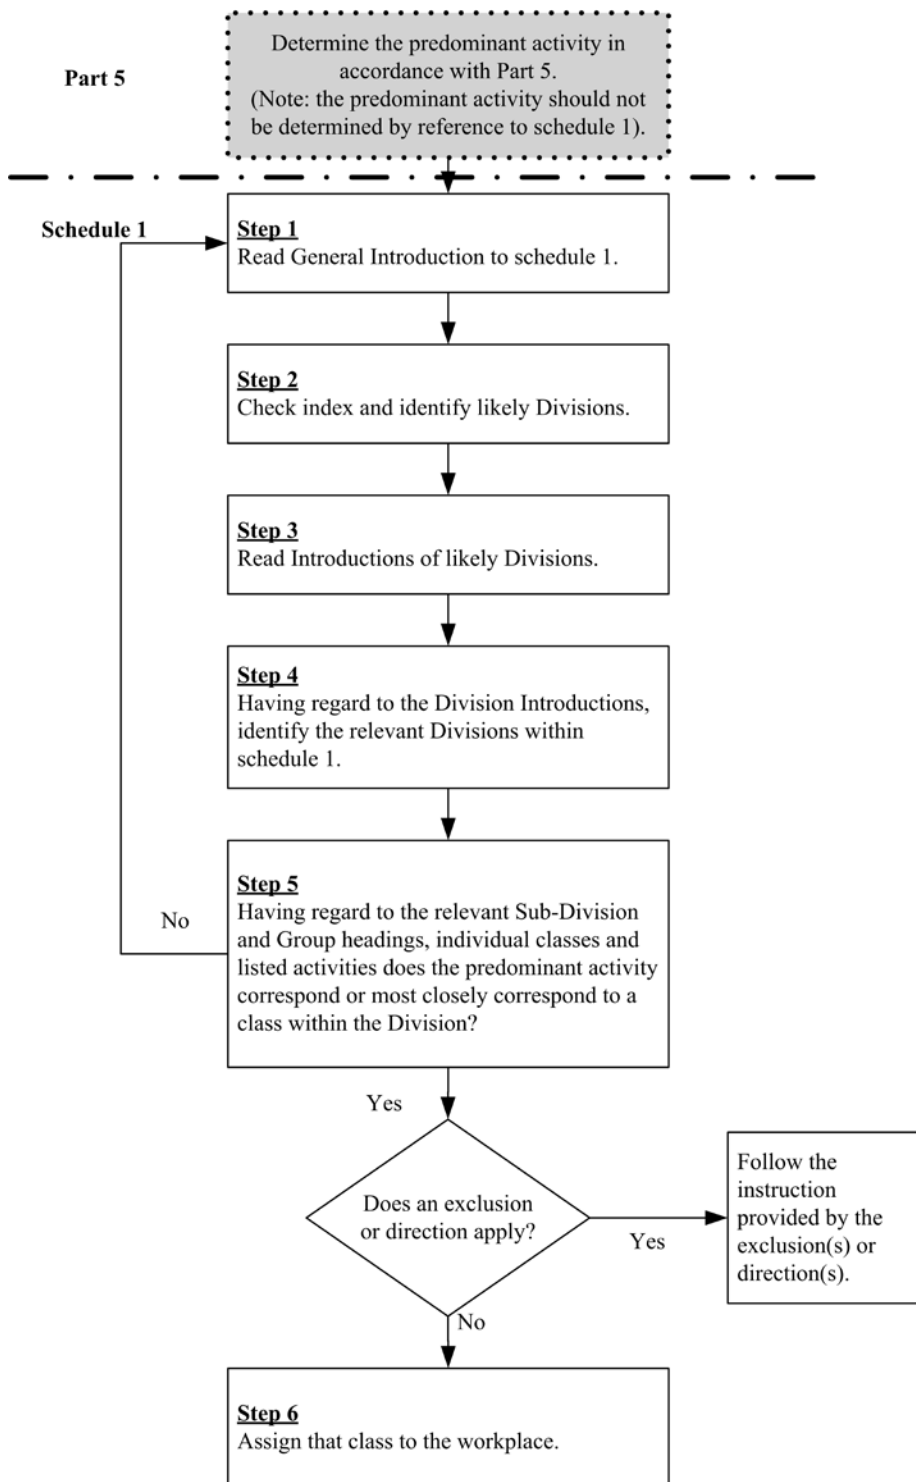 Part 5
Determine the predominant activity in
accordance with Part 5.
(Note: the predominant activity should not
be determined by reference to schedule 1).
Schedule 1
Step 1
Read General Introduction to schedule 1.
Step 2
Check index and identify likely Divisions.
Step 3
Read Introductions of likely Divisions.
Step 4
Having regard to the Division Introductions,
identify the relevant Divisions within
schedule 1.
Step 5
Having regard to the relevant Sub-Division
and Group headings, individual classes and
listed activities does the predominant activity
correspond or most closely correspond to a
class within the Division?
No
Yes
Does an exclusion
or direction apply?
Yes
Follow the
instruction
provided by the
exclusion(s) or
direction(s).
No
Step 6
Assign that class to the workplace.